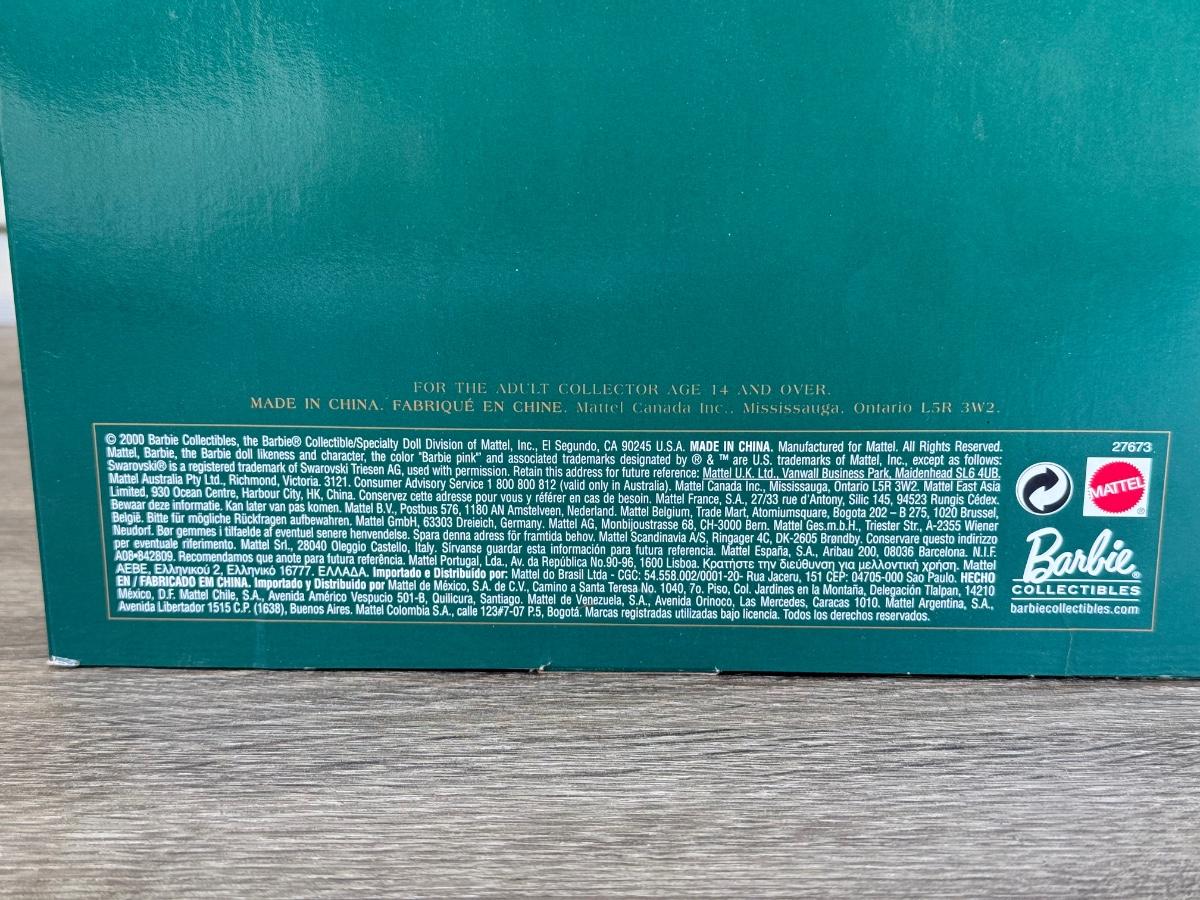 FOR THE ADULT COLLECTOR AGE 14 AND OVER.
MADE IN CHINA. FABRIQUÉ EN CHINE. Mattel Canada Inc., Mississauga, Ontario L5R 3W2.
© 2000 Barbie Collectibles, the Barbie® Collectible/Specialty Doll Division of Mattel, Inc., El Segundo, CA 90245 U.S.A. MADE IN CHINA. Manufactured for Mattel. All Rights Reserved.
Mattel, Barbie, the Barbie doll likeness and character, the color "Barbie pink" and associated trademarks designated by ® & ™ are U.S. trademarks of Mattel, Inc., except as follows:
Swarovski® is a registered trademark of Swarovski Triesen AG, used with permission. Retain this address for future reference: Mattel U.K. Ltd., Vanwall Business Park, Maidenhead SL6 4UB.
Mattel Australia Pty Ltd., Richmond, Victoria. 3121. Consumer Advisory Service 1 800 800 812 (valid only in Australia). Mattel Canada Inc., Mississauga, Ontario L5R 3W2. Mattel East Asia
Limited, 930 Ocean Centre, Harbour City, HK, China. Conservez cette adresse pour vous y référer en cas de besoin. Mattel France, S.A., 27/33 rue d'Antony, Silic 145, 94523 Rungis Cédex.
Bewaar deze informatie. Kan later van pas komen. Mattel B.V., Postbus 576, 1180 AN Amstelveen, Nederland. Mattel Belgium, Trade Mart, Atomiumsquare, Bogota 202 – B 275, 1020 Brussel,
België. Bitte für mögliche Rückfragen aufbewahren. Mattel GmbH, 63303 Dreieich, Germany. Mattel AG, Monbijoustrasse 68, CH-3000 Bern. Mattel Ges.m.b.H., Triester Str., A-2355 Wiener
Neudorf. Bør gemmes i tilfælde af eventuel senere henvendelse. Spara denna adress för framtida behov. Mattel Scandinavia A/S, Ringager 4C, DK-2605 Brøndby. Conservare questo indirizzo
per eventuale riferimento. Mattel Srl., 28040 Oleggio Castello, Italy. Sírvanse guardar esta información para futura referencia. Mattel España, S.A., Aribau 200, 08036 Barcelona. N.I.F.
A08•842809. Recomendamos que anote para futura referência. Mattel Portugal, Lda., Av. da República No.90-96, 1600 Lisboa. Κρατήστε την διεύθυνση για μελλοντική χρήση. Mattel
AEBE, Ελληνικού 2, Ελληνικό 16777. ΕΛΛΑΔΑ. Importado e Distribuído por: Mattel do Brasil Ltda - CGC: 54.558.002/0001-20- Rua Jaceru, 151 CEP: 04705-000 Sao Paulo. HECHO
EN / FABRICADO EM CHINA. Importado y Distribuido por Mattel de México, S.A. de C.V., Camino a Santa Teresa No. 1040, 7o. Piso, Col. Jardines en la Montaña, Delegación Tlalpan, 14210
México, D.F. Mattel Chile, S.A., Avenida Américo Vespucio 501-B, Quilicura, Santiago. Mattel de Venezuela, S.A., Avenida Orinoco, Las Mercedes, Caracas 1010. Mattel Argentina, S.A.,
Avenida Libertador 1515 C.P. (1638), Buenos Aires. Mattel Colombia S.A., calle 123#7-07 P.5, Bogotá. Marcas registradas utilizadas bajo licencia. Todos los derechos reservados.
27673
MATTEL®
Barbie®
COLLECTIBLES
barbiecollectibles.com